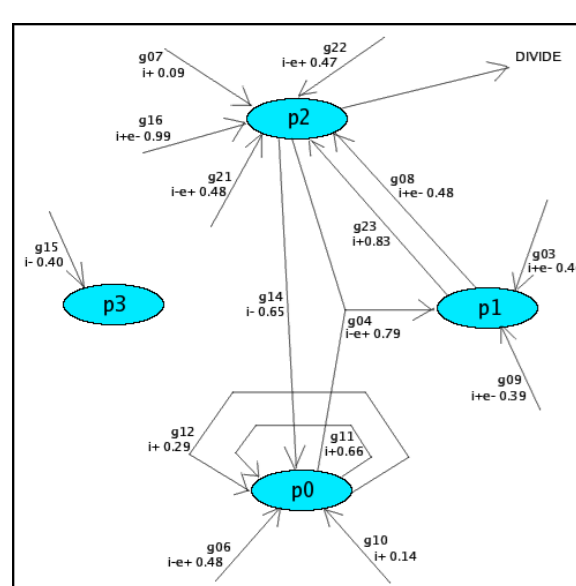 g07
i+ 0.09
g22
i-e+ 0.47
DIVIDE
g16
i+e- 0.99
p2
g21
i-e+ 0.48
g08
i+e- 0.48
g23
i+0.83
g15
i- 0.40
p3
g14
i- 0.65
g04
i-e+ 0.79
g03
i+e- 0.4
p1
g09
i+e- 0.39
g12
i+ 0.29
g11
i+0.66
p0
g06
i-e+ 0.48
g10
i+ 0.14